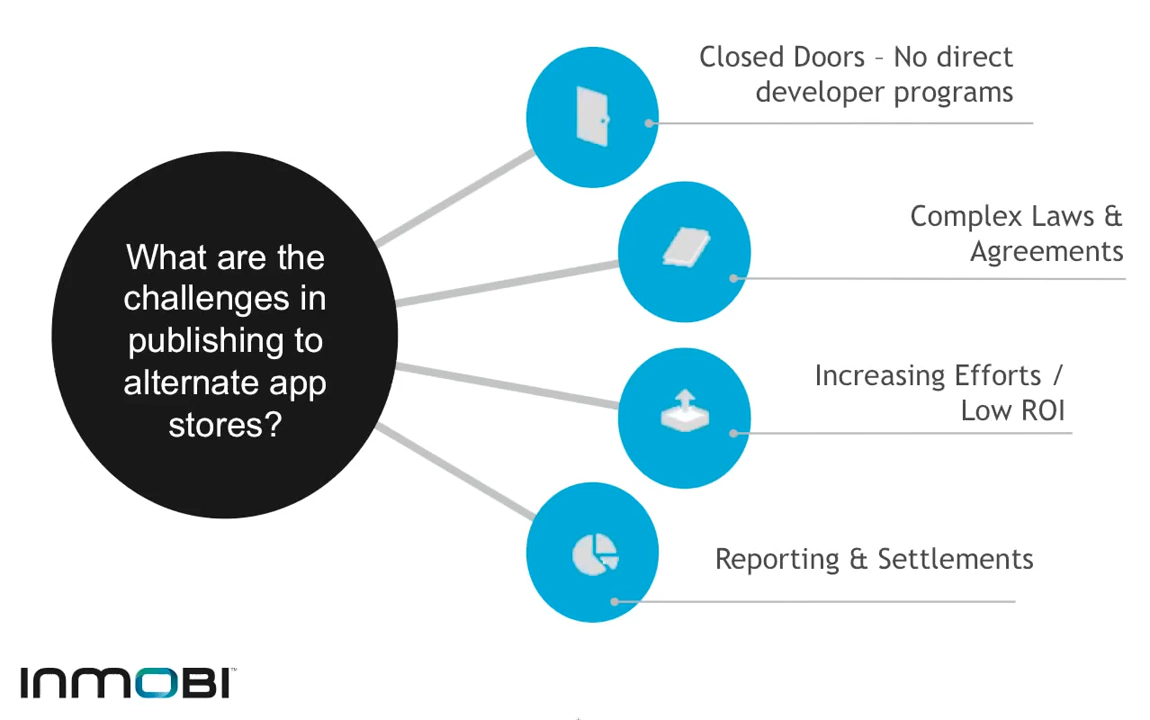 What are the
challenges in
publishing to
alternate app
stores?
Closed Doors – No direct
developer programs
Complex Laws &
Agreements
Increasing Efforts /
Low ROI
Reporting & Settlements
INMOBI™